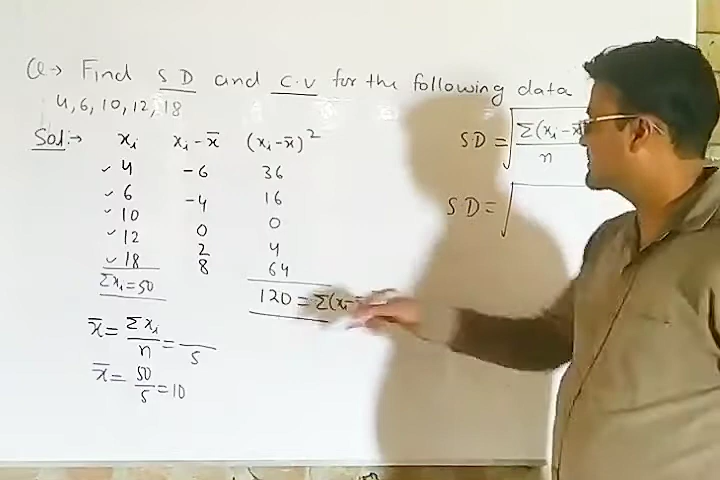 Q→ Find S D and C.V for the following data
4, 6, 10, 12, 18
Sol:→ xᵢ xᵢ - x̄ (xᵢ - x̄)²
✓ 4 -6 36
✓ 6 -4 16
✓ 10 0 0
✓ 12 2 4
✓ 18 8 64
Σxᵢ = 50
120 = Σ(xᵢ -
x̄ = Σxᵢ / n = — / 5
x̄ = 50 / 5 = 10
SD = √ Σ(xᵢ - x̄ / n
SD = √